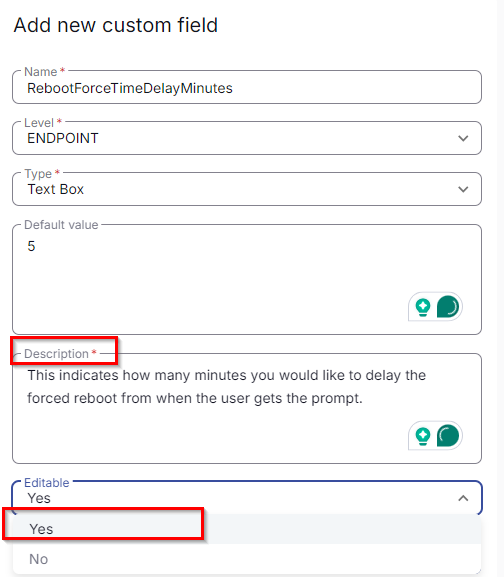 Add new custom field
Name *
RebootForceTimeDelayMinutes
Level *
ENDPOINT
Type *
Text Box
Default value
5
Description *
This indicates how many minutes you would like to delay the
forced reboot from when the user gets the prompt.
Editable
Yes
Yes
No